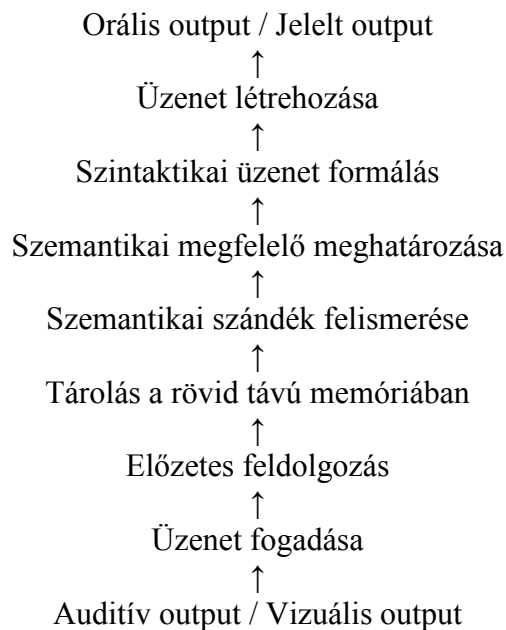 Orális output / Jelelt output
↑
Üzenet létrehozása
↑
Szintaktikai üzenet formálás
↑
Szemantikai megfelelő meghatározása
↑
Szemantikai szándék felismerése
↑
Tárolás a rövid távú memóriában
↑
Előzetes feldolgozás
↑
Üzenet fogadása
↑
Auditív output / Vizuális output